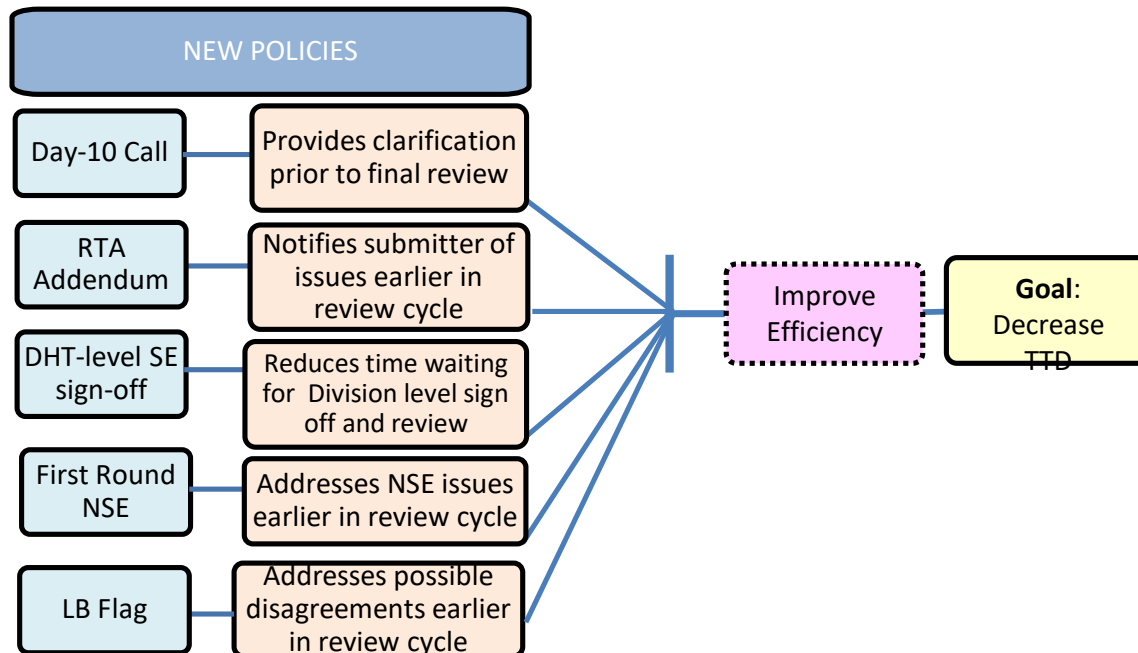 NEW POLICIES
Day-10 Call
Provides clarification
prior to final review
RTA
Addendum
Notifies submitter of
issues earlier in
review cycle
DHT-level SE
sign-off
Reduces time waiting
for Division level sign
off and review
First Round
NSE
Addresses NSE issues
earlier in review cycle
LB Flag
Addresses possible
disagreements earlier
in review cycle
Improve
Efficiency
Goal:
Decrease
TTD